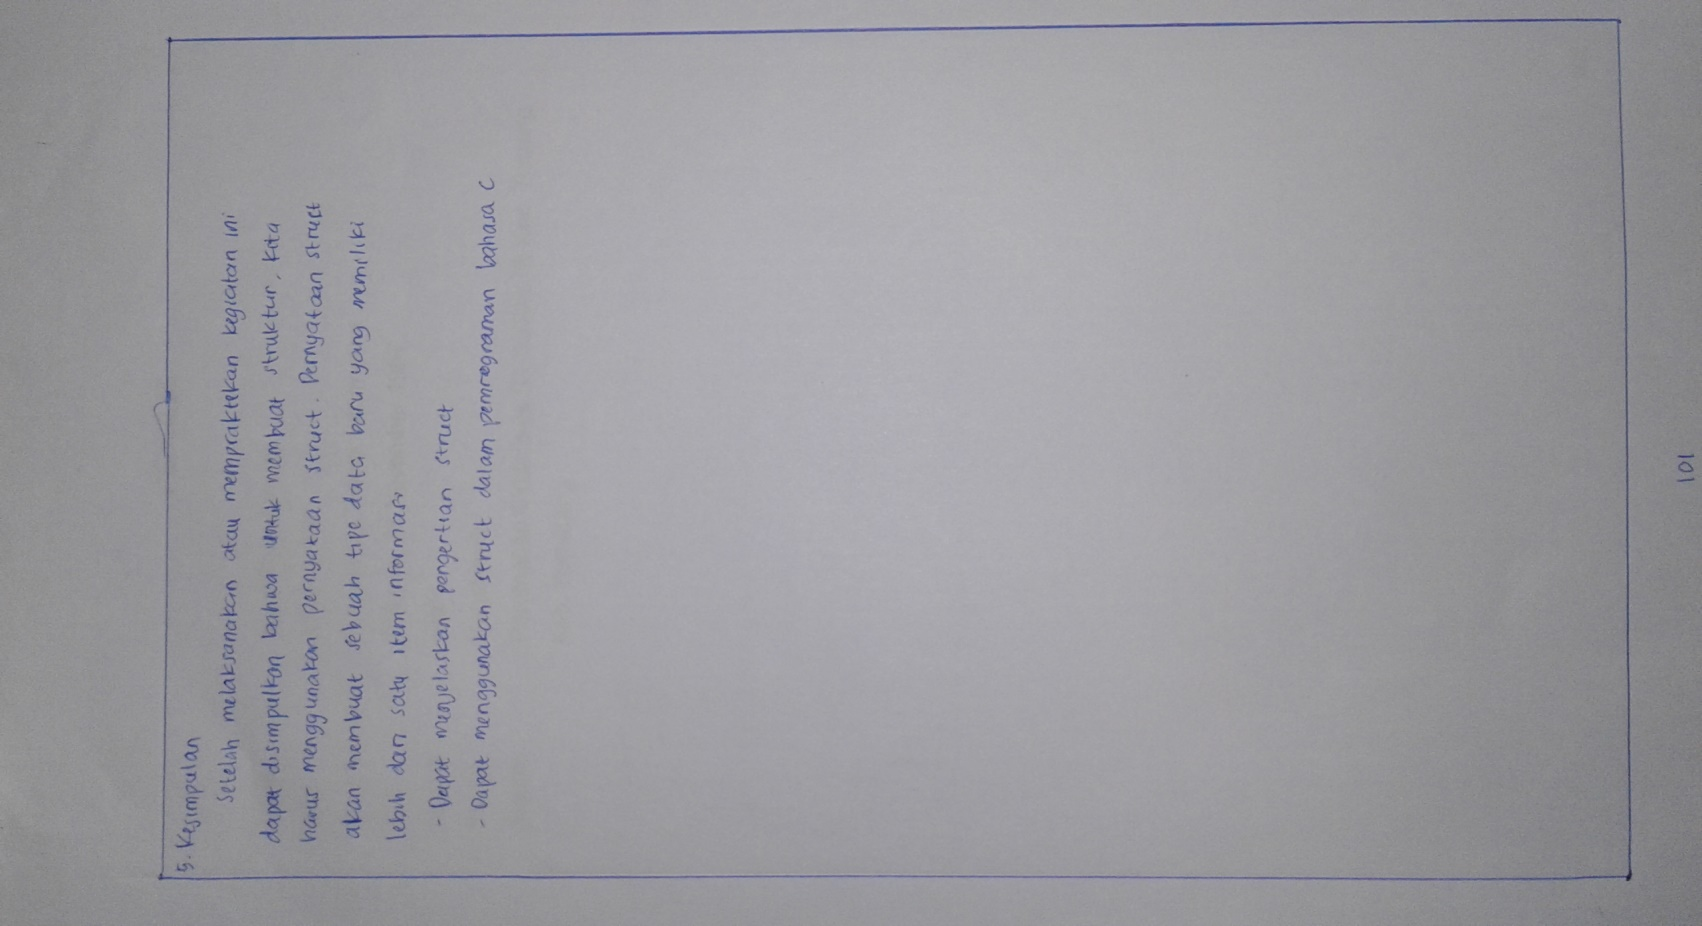 5. Kesimpulan
Setelah melaksanakan atau mempraktekan kegiatan ini
dapat disimpulkan bahwa untuk membuat struktur, kita
harus menggunakan pernyakaan struct. Pernyataan struct
akan membuat sebuah tipe data baru yang memiliki
lebih dari satu item informasi
- Dapat menjelaskan pengertian struct
- Dapat menggunakan struct dalam pemrograman bahasa C
101